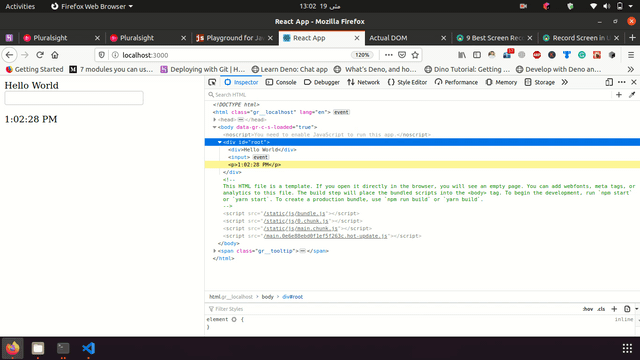 Activities
Firefox Web Browser
13:02 13 مئی
React App - Mozilla Firefox
Pluralsight
Pluralsight
Playground for Jav
React App
Actual DOM
9 Best Screen Reco
Record Screen in U
localhost:3000
120%
Getting Started
7 modules you can us…
Deploying with Git | H…
Learn Deno: Chat app
What's Deno, and ho…
Dino Tutorial: Getting …
Develop with Deno an…
Hello World
1:02:28 PM
Inspector
Console
Debugger
Network
Style Editor
Performance
Memory
Storage
Search HTML
<!DOCTYPE html>
<html class="gr__localhost" lang="en"> event
<head>…</head>
<body data-gr-c-s-loaded="true">
<noscript>You need to enable JavaScript to run this app.</noscript>
<div id="root">
<div>Hello World</div>
<input> event
<p>1:02:28 PM</p>
</div>
<!--
This HTML file is a template. If you open it directly in the browser, you will see an empty page. You can add webfonts, meta tags, or
analytics to this file. The build step will place the bundled scripts into the <body> tag. To begin the development, run `npm start`
or `yarn start`. To create a production bundle, use `npm run build` or `yarn build`.
-->
<script src="/static/js/bundle.js"></script>
<script src="/static/js/0.chunk.js"></script>
<script src="/static/js/main.chunk.js"></script>
</body>
<span class="gr__tooltip">…</span>
</html>
html.gr__localhost
body
div#root
Filter Styles
:hov
.cls
element
{
inline
}